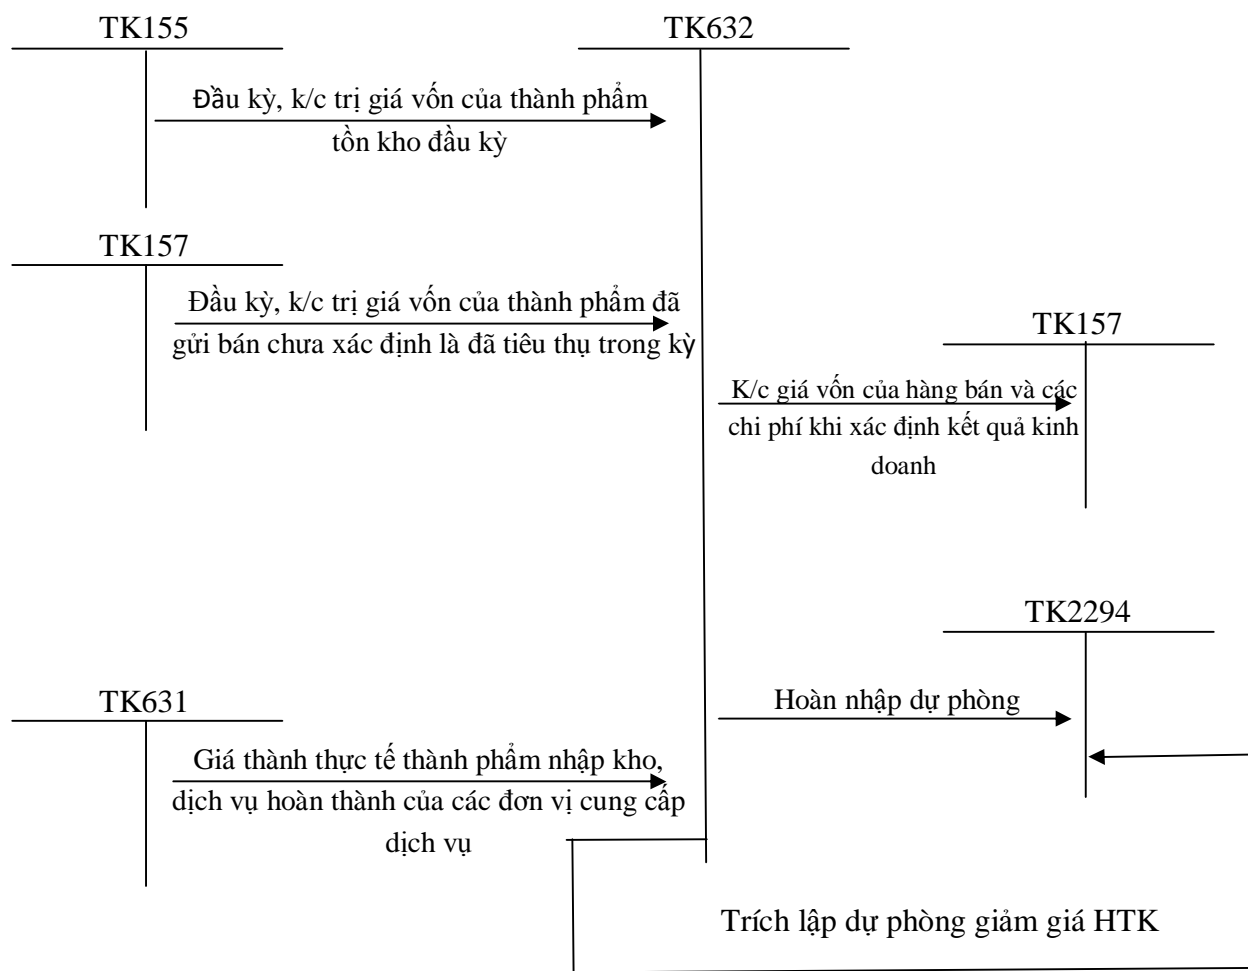 TK155
TK632
Đầu kỳ, k/c trị giá vốn của thành phẩm
tồn kho đầu kỳ
TK157
Đầu kỳ, k/c trị giá vốn của thành phẩm đã
gửi bán chưa xác định là đã tiêu thụ trong kỳ
TK157
K/c giá vốn của hàng bán và các
chi phí khi xác định kết quả kinh
doanh
TK2294
Hoàn nhập dự phòng
TK631
Giá thành thực tế thành phẩm nhập kho,
dịch vụ hoàn thành của các đơn vị cung cấp
dịch vụ
Trích lập dự phòng giảm giá HTK